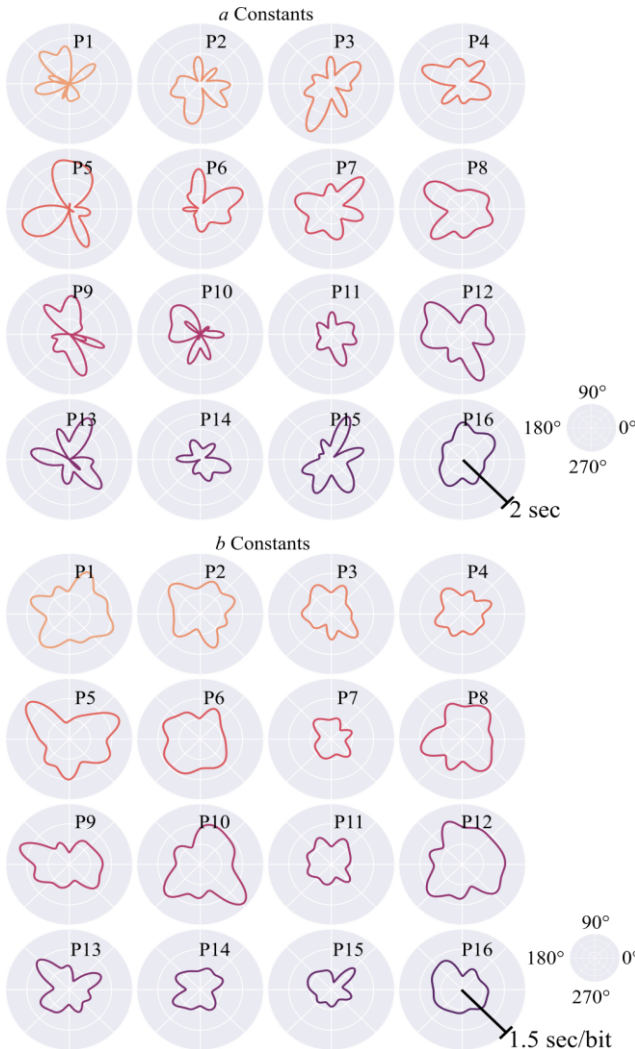 a Constants
P1 P2 P3 P4
P5 P6 P7 P8
P9 P10 P11 P12
P13 P14 P15 P16
90°
180° 0°
270°
2 sec
b Constants
P1 P2 P3 P4
P5 P6 P7 P8
P9 P10 P11 P12
P13 P14 P15 P16
90°
180° 0°
270°
1.5 sec/bit